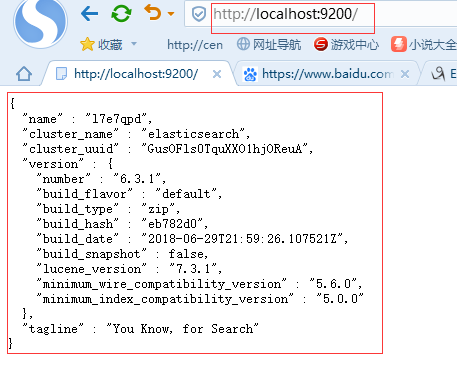 http://localhost:9200/
收藏 http://cen 网址导航 游戏中心 小说大全
http://localhost:9200/ https://www.baidu.com
{
"name" : "l7e7qpd",
"cluster_name" : "elasticsearch",
"cluster_uuid" : "GusOFls0TquXXO1hjOReuA",
"version" : {
"number" : "6.3.1",
"build_flavor" : "default",
"build_type" : "zip",
"build_hash" : "eb782d0",
"build_date" : "2018-06-29T21:59:26.107521Z",
"build_snapshot" : false,
"lucene_version" : "7.3.1",
"minimum_wire_compatibility_version" : "5.6.0",
"minimum_index_compatibility_version" : "5.0.0"
},
"tagline" : "You Know, for Search"
}